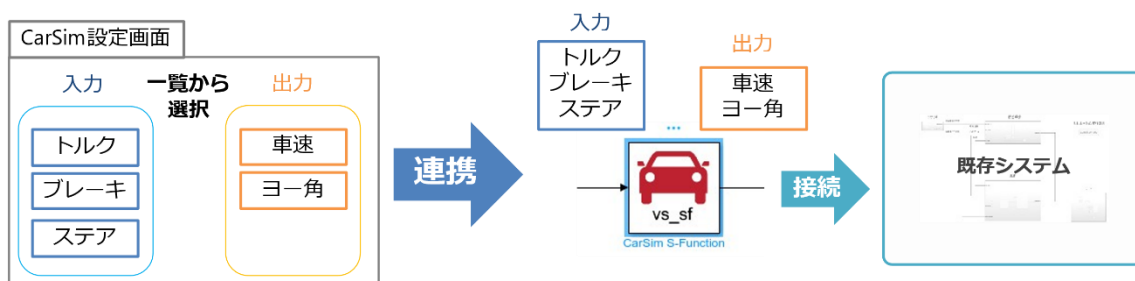 CarSim設定画面
入力
一覧から
選択
出力
トルク
ブレーキ
ステア
車速
ヨー角
連携
入力
トルク
ブレーキ
ステア
出力
車速
ヨー角
...
vs_sf
CarSim S-Function
接続
既存システム